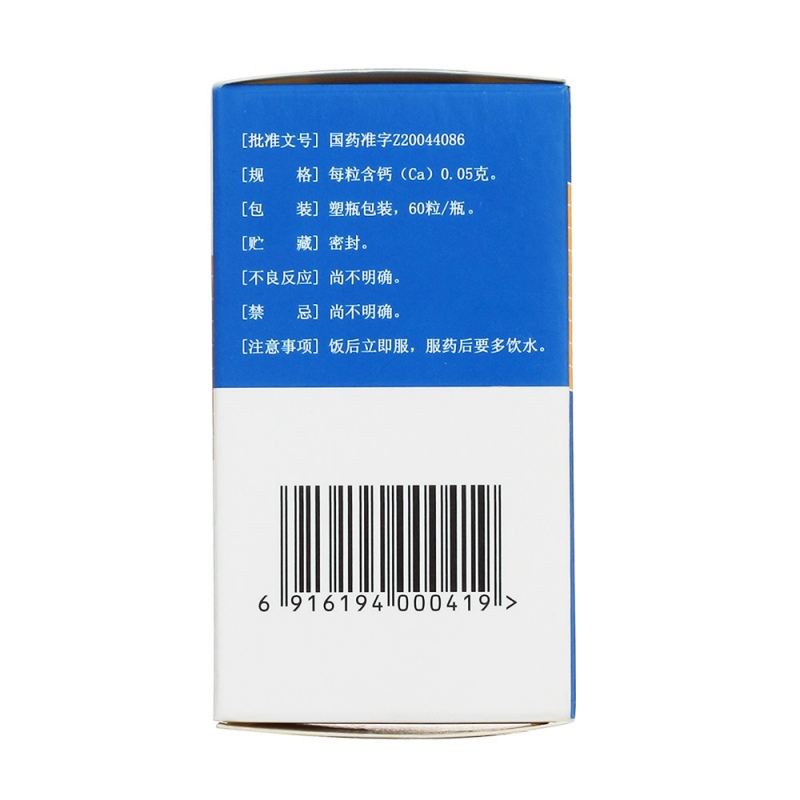 [批准文号] 国药准字Z20044086
[规　　格] 每粒含钙（Ca）0.05克。
[包　　装] 塑瓶包装，60粒/瓶。
[贮　　藏] 密封。
[不良反应] 尚不明确。
[禁　　忌] 尚不明确。
[注意事项] 饭后立即服，服药后要多饮水。
6 916194 000419>